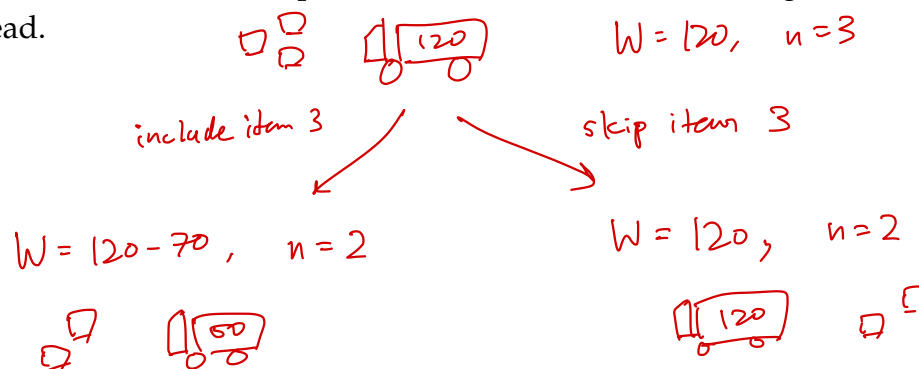 ead.
120
W = 120, n = 3
include item 3
skip item 3
W = 120 - 70, n = 2
W = 120, n = 2
50
120